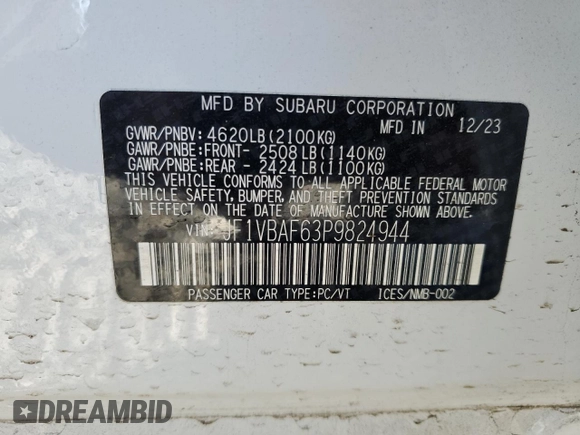 MFD BY SUBARU CORPORATION
MFD IN 12/23
GVWR/PNBV: 4620LB(2100KG)
GAWR/PNBE:FRONT- 2508LB(1140KG)
GAWR/PNBE:REAR - 2424LB(1100KG)
THIS VEHICLE CONFORMS TO ALL APPLICABLE FEDERAL MOTOR
VEHICLE SAFETY, BUMPER, AND THEFT PREVENTION STANDARDS
IN EFFECT ON THE DATE OF MANUFACTURE SHOWN ABOVE.
VIN: JF1VBAF63P9824944
PASSENGER CAR TYPE:PC/VT ICES/NMB-002
DREAMBID